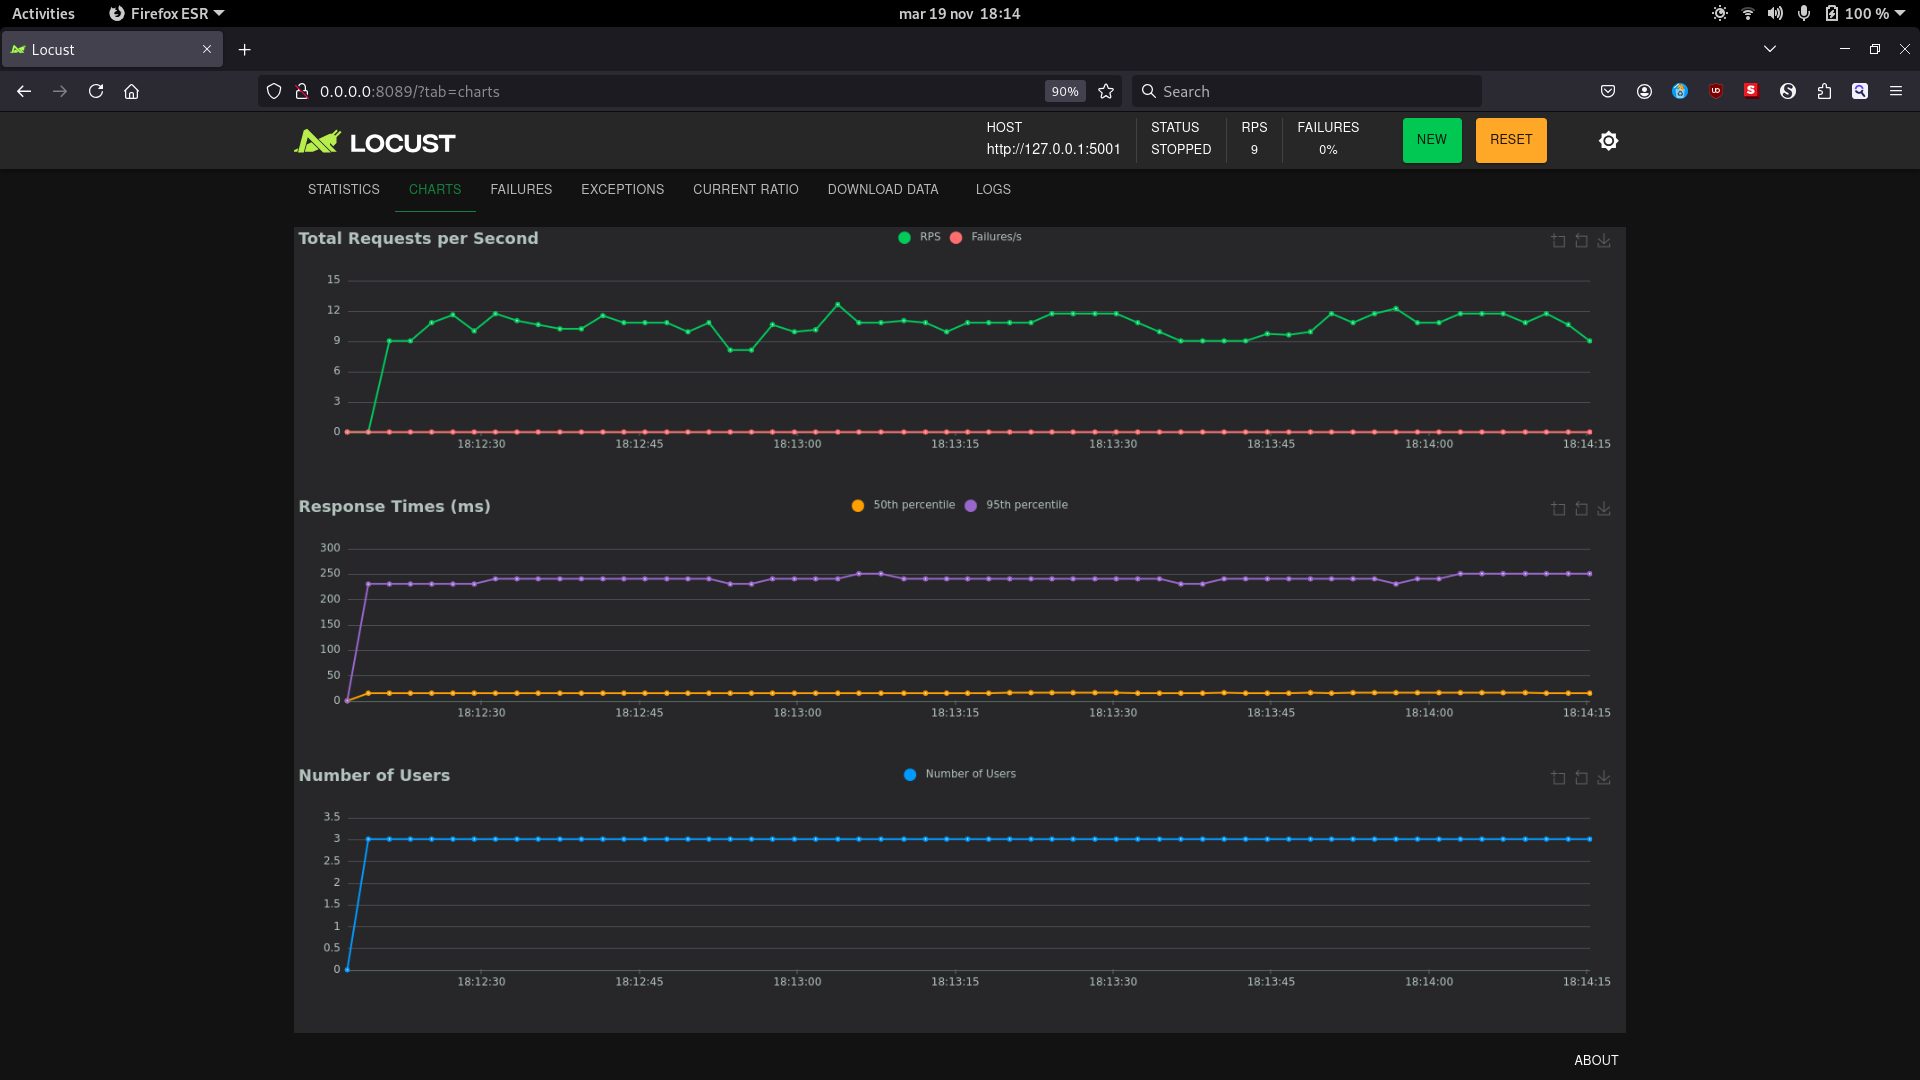 Activities Firefox ESR mar 19 nov 18:14 100 %
Locust
0.0.0.0:8089/?tab=charts 90% Search
LOCUST HOST STATUS RPS FAILURES NEW RESET
http://127.0.0.1:5001 STOPPED 9 0%
STATISTICS CHARTS FAILURES EXCEPTIONS CURRENT RATIO DOWNLOAD DATA LOGS
Total Requests per Second RPS Failures/s
15
12
9
6
3
0
18:12:30 18:12:45 18:13:00 18:13:15 18:13:30 18:13:45 18:14:00 18:14:15
Response Times (ms) 50th percentile 95th percentile
300
250
200
150
100
50
0
18:12:30 18:12:45 18:13:00 18:13:15 18:13:30 18:13:45 18:14:00 18:14:15
Number of Users Number of Users
3.5
3
2.5
2
1.5
1
0.5
0
18:12:30 18:12:45 18:13:00 18:13:15 18:13:30 18:13:45 18:14:00 18:14:15
ABOUT